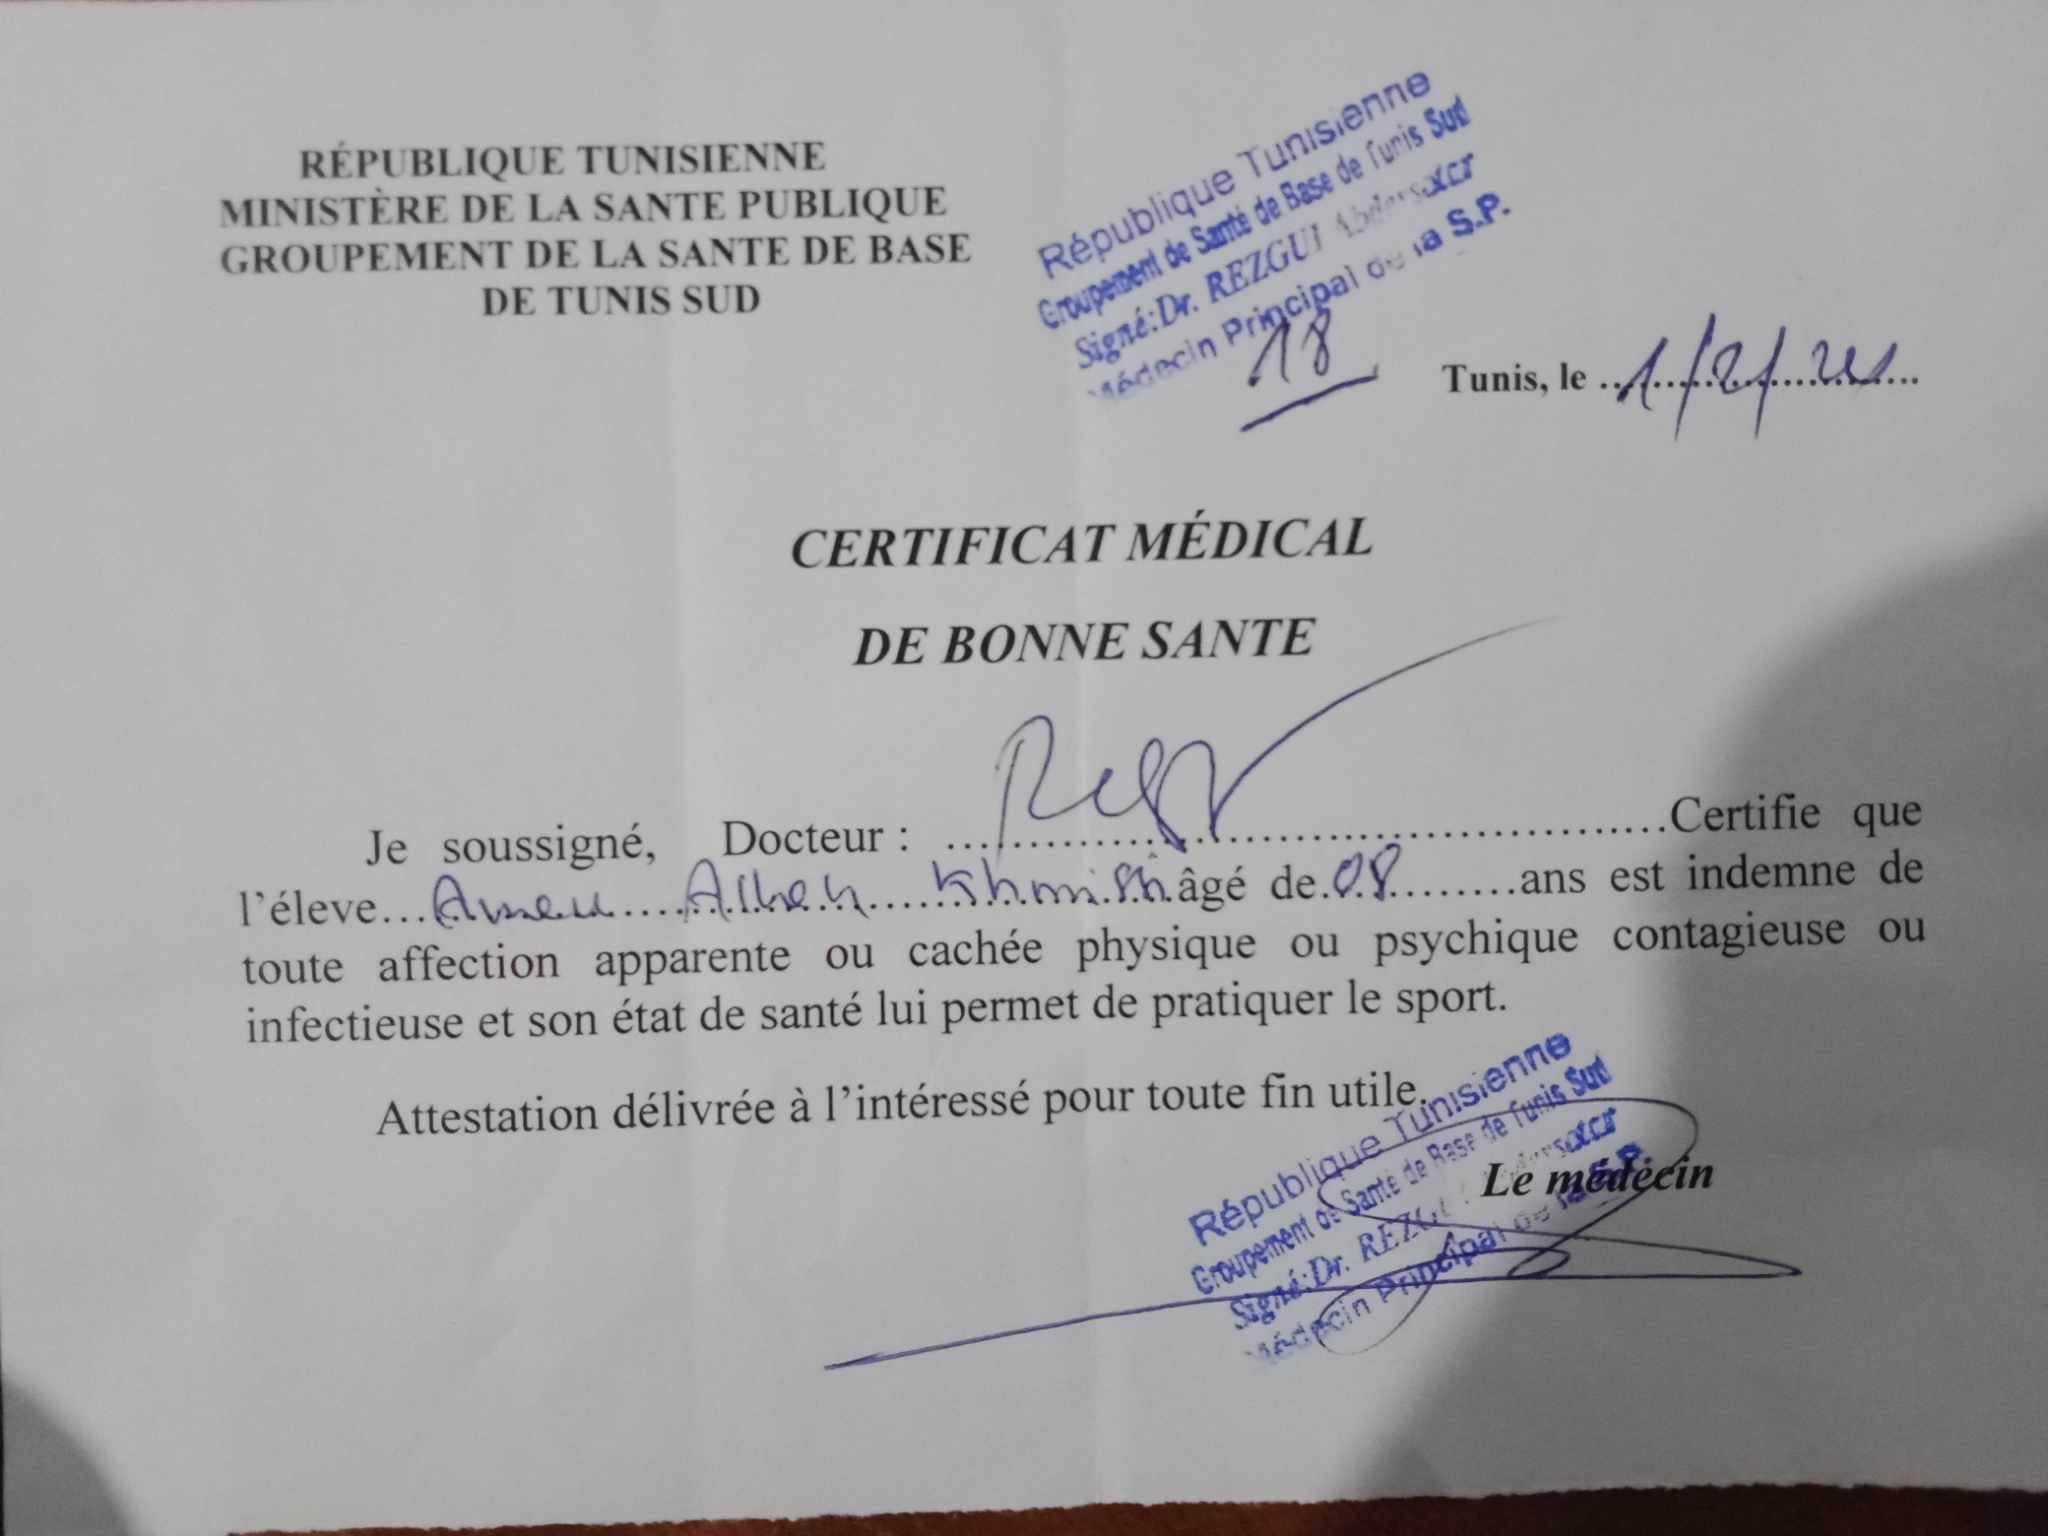 RÉPUBLIQUE TUNISIENNE
MINISTÈRE DE LA SANTE PUBLIQUE
GROUPEMENT DE LA SANTE DE BASE
DE TUNIS SUD
République Tunisienne
Groupement de Santé de Base de Tunis Sud
Signé:Dr. REZGUI
Médecin Principal de la S.P.
18
Tunis, le
CERTIFICAT MÉDICAL
DE BONNE SANTE
Je soussigné, Docteur : ................Certifie que
l'éleve... âgé de.08........ans est indemne de
toute affection apparente ou cachée physique ou psychique contagieuse ou
infectieuse et son état de santé lui permet de pratiquer le sport.
Attestation délivrée à l'intéressé pour toute fin utile.
Le médecin
République Tunisienne
Groupement de Santé de Base de Tunis Sud
Signé:Dr.
Médecin Principal de la S.P.